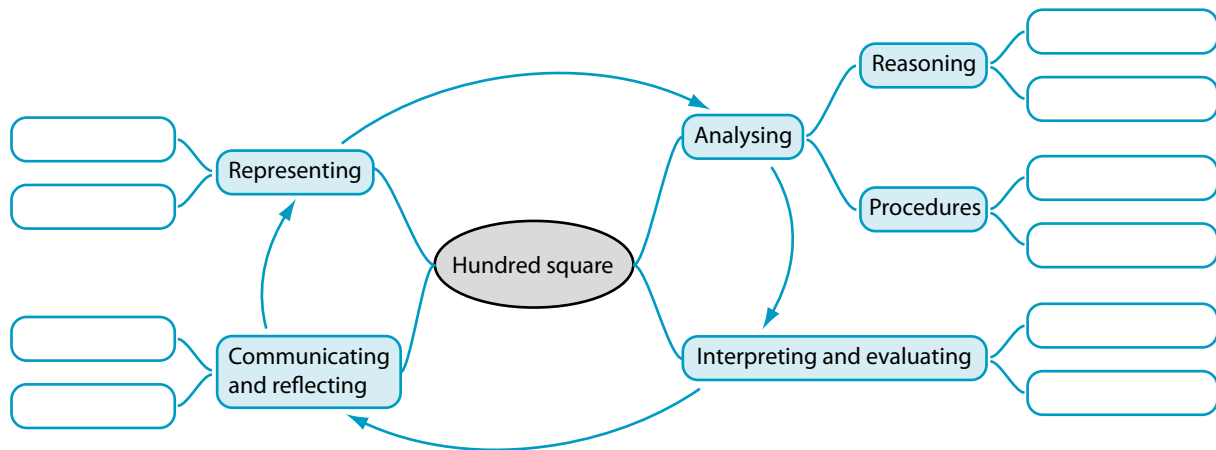 Reasoning
Analysing
Representing
Procedures
Hundred square
Communicating
and reflecting
Interpreting and evaluating